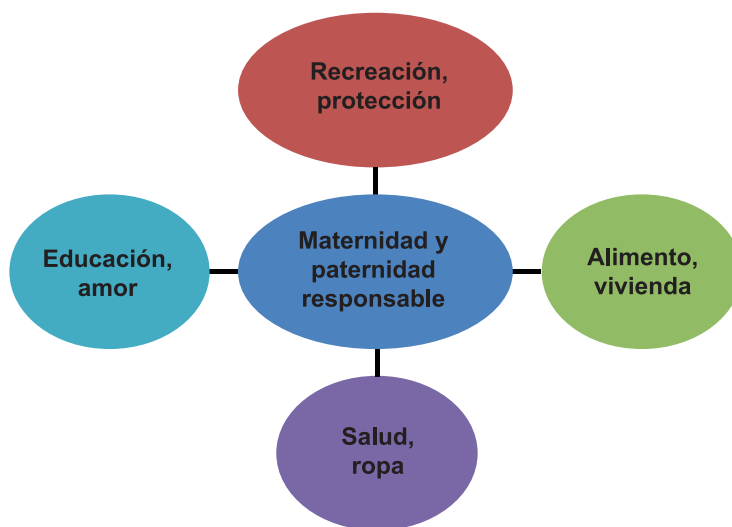 Recreación,
protección
Educación,
amor
Maternidad y
paternidad
responsable
Alimento,
vivienda
Salud,
ropa